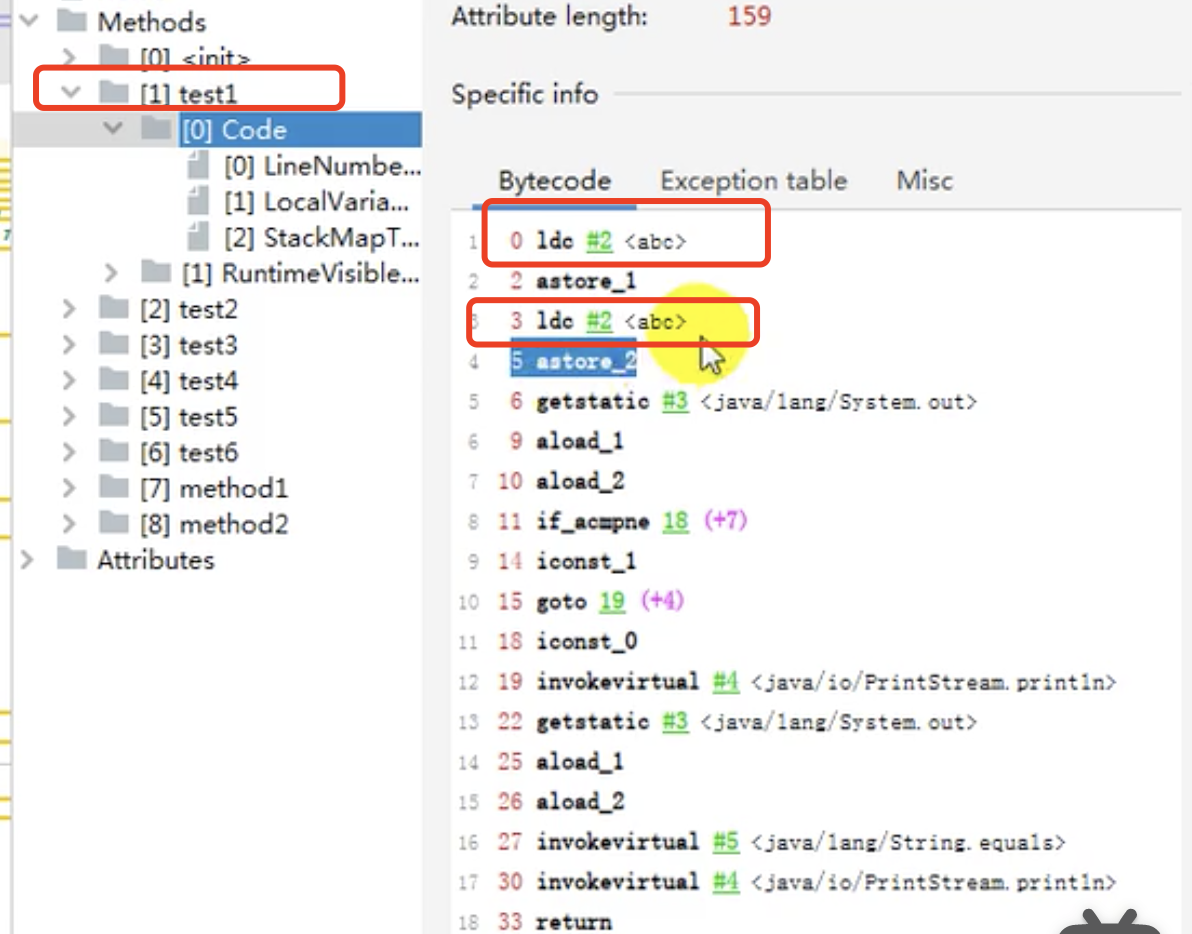 Methods
[0] <init>
[1] test1
[0] Code
[0] LineNumbe...
[1] LocalVaria...
[2] StackMapT...
[1] RuntimeVisible...
[2] test2
[3] test3
[4] test4
[5] test5
[6] test6
[7] method1
[8] method2
Attributes
Attribute length: 159
Specific info
Bytecode Exception table Misc
1 0 ldc #2 <abc>
2 2 astore_1
3 3 ldc #2 <abc>
4 5 astore_2
5 6 getstatic #3 <java/lang/System.out>
6 9 aload_1
7 10 aload_2
8 11 if_acmpne 18 (+7)
9 14 iconst_1
10 15 goto 19 (+4)
11 18 iconst_0
12 19 invokevirtual #4 <java/io/PrintStream.println>
13 22 getstatic #3 <java/lang/System.out>
14 25 aload_1
15 26 aload_2
16 27 invokevirtual #5 <java/lang/String.equals>
17 30 invokevirtual #4 <java/io/PrintStream.println>
18 33 return